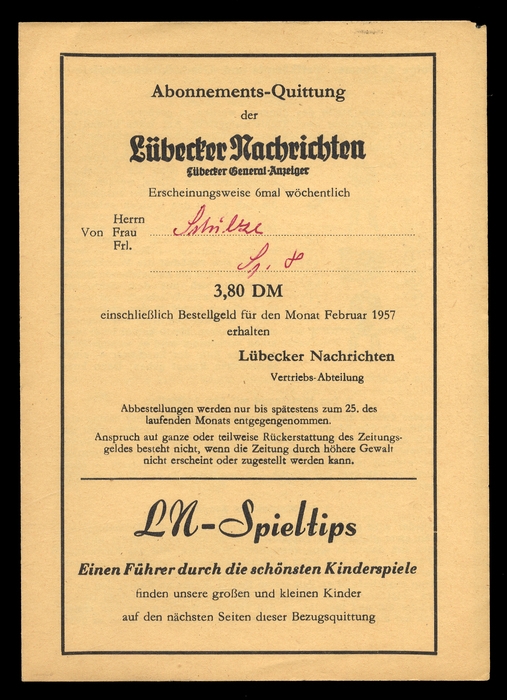 Abonnements-Quittung
der
Lübecker Nachrichten
Lübecker General-Anzeiger
Erscheinungsweise 6mal wöchentlich
Herrn
Von Frau Schulze
Frl.
Sp. 8
3,80 DM
einschließlich Bestellgeld für den Monat Februar 1957
erhalten
Lübecker Nachrichten
Vertriebs-Abteilung
Abbestellungen werden nur bis spätestens zum 25. des
laufenden Monats entgegengenommen.
Anspruch auf ganze oder teilweise Rückerstattung des Zeitungs-
geldes besteht nicht, wenn die Zeitung durch höhere Gewalt
nicht erscheint oder zugestellt werden kann.
LN-Spieltips
Einen Führer durch die schönsten Kinderspiele
finden unsere großen und kleinen Kinder
auf den nächsten Seiten dieser Bezugsquittung